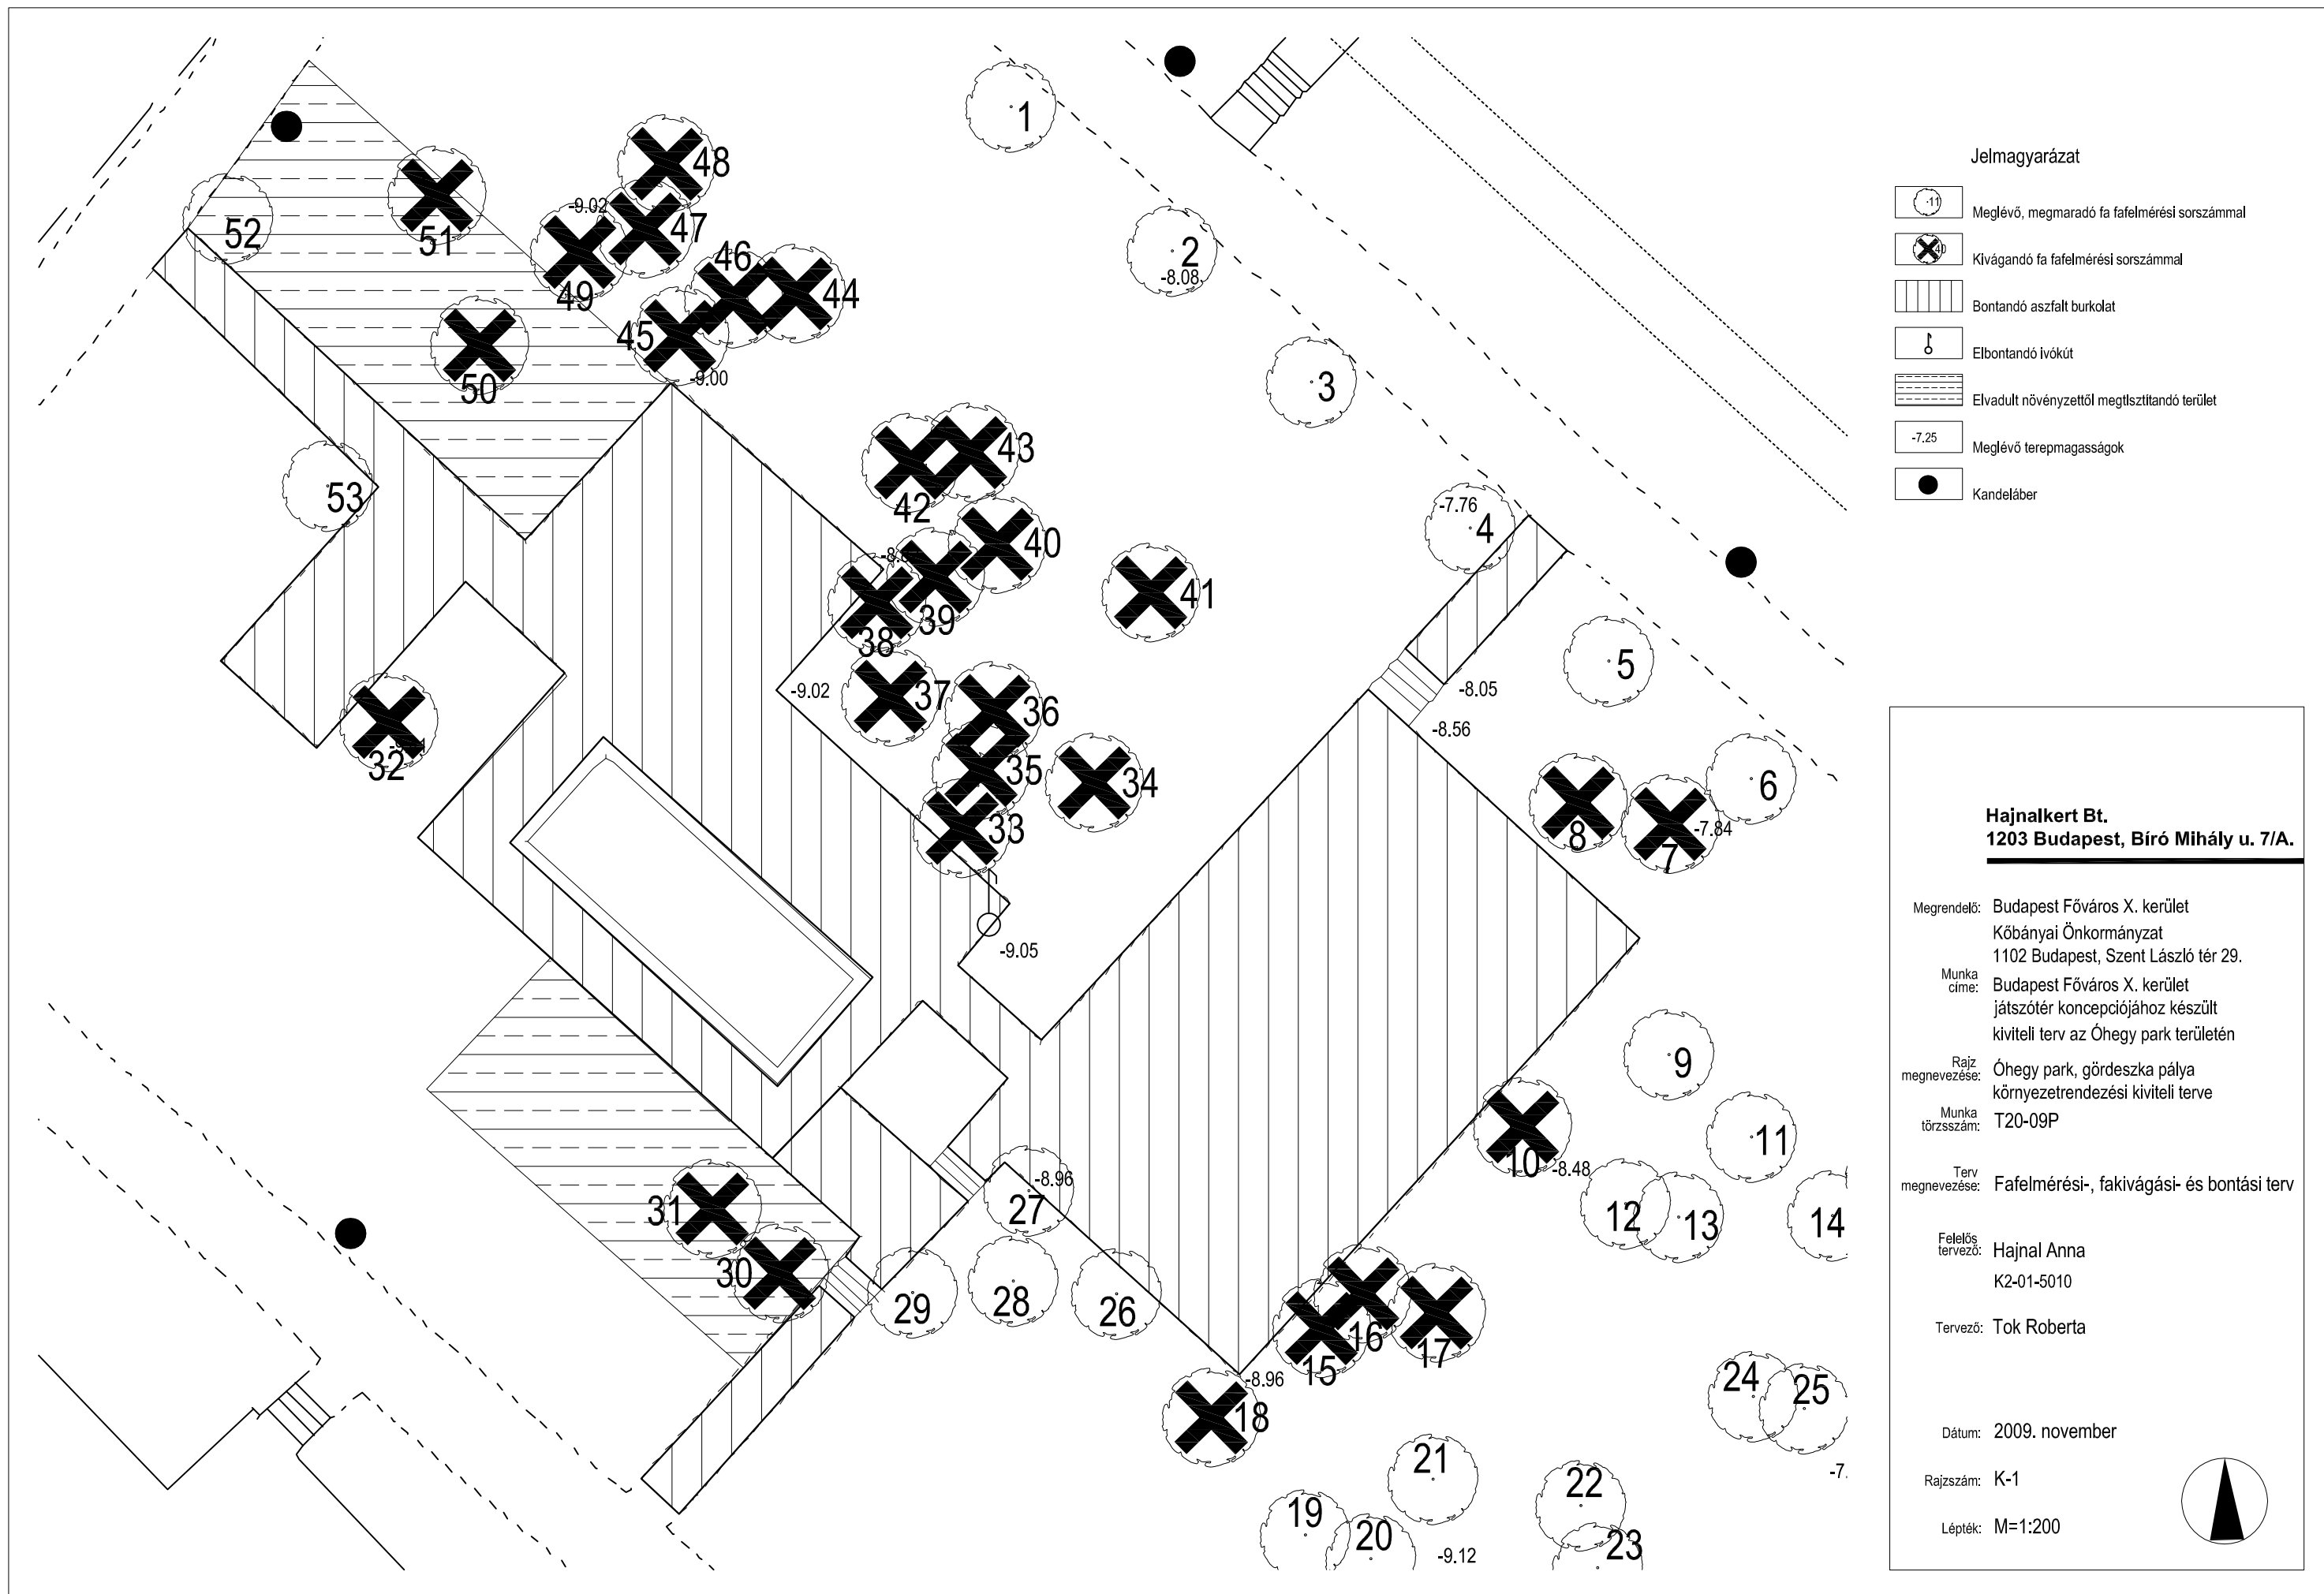 1
48
47
-9.02
52
51
49
46
44
2
-8.08
45
50
-9.00
3
43
42
53
-7.76
4
40
39
38
41
5
-9.02
37
36
-8.05
-8.56
32
35
34
6
33
8
7
-7.84
-9.05
9
11
10
-8.48
-8.96
27
31
30
29
28
26
12
13
14
16
15
17
-8.96
18
24
25
21
22
19
20
-9.12
23
Jelmagyarázat
11
Meglévő, megmaradó fa fafelmérési sorszámmal
40
Kivágandó fa fafelmérési sorszámmal
Bontandó aszfalt burkolat
Elbontandó ivókút
Elvadult növényzettől megtisztítandó terület
-7.25
Meglévő terepmagasságok
Kandeláber
Hajnalkert Bt.
1203 Budapest, Bíró Mihály u. 7/A.
Megrendelő: Budapest Főváros X. kerület
Kőbányai Önkormányzat
1102 Budapest, Szent László tér 29.
Munka
címe: Budapest Főváros X. kerület
játszótér koncepciójához készült
kiviteli terv az Óhegy park területén
Rajz
megnevezése: Óhegy park, gördeszka pálya
környezetrendezési kiviteli terve
Munka
törzsszám: T20-09P
Terv
megnevezése: Fafelmérési-, fakivágási- és bontási terv
Felelős
tervező: Hajnal Anna
K2-01-5010
Tervező: Tok Roberta
Dátum: 2009. november
Rajzszám: K-1
Lépték: M=1:200